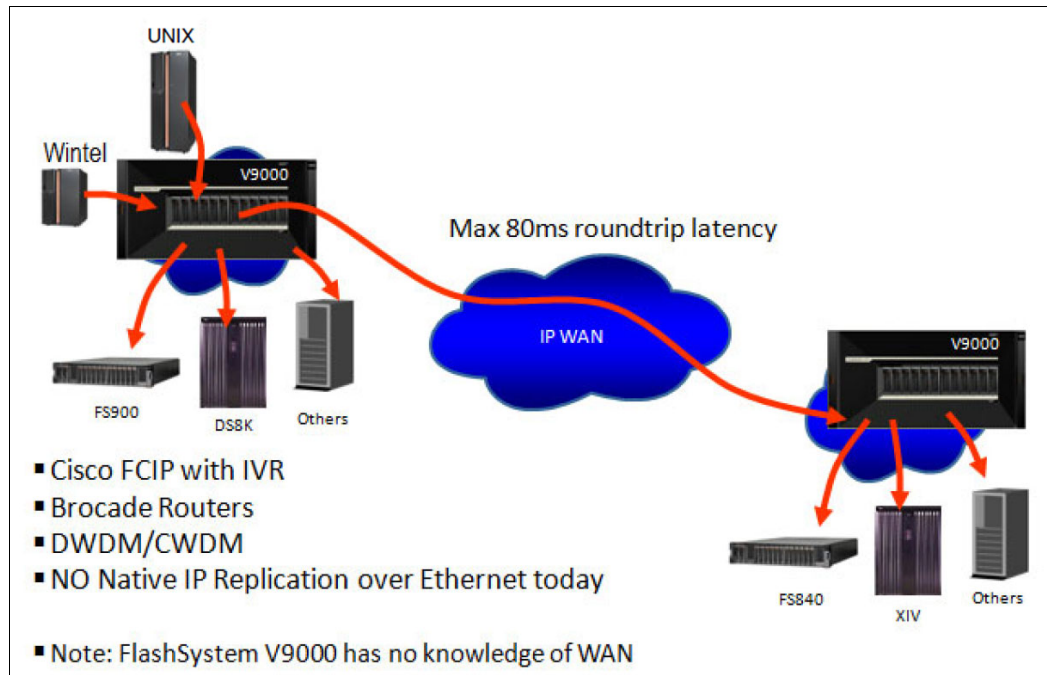 UNIX
Wintel
V9000
Max 80ms roundtrip latency
IP WAN
V9000
FS900
DS8K
Others
▪ Cisco FCIP with IVR
▪ Brocade Routers
▪ DWDM/CWDM
▪ NO Native IP Replication over Ethernet today
FS840
XIV
Others
▪ Note: FlashSystem V9000 has no knowledge of WAN